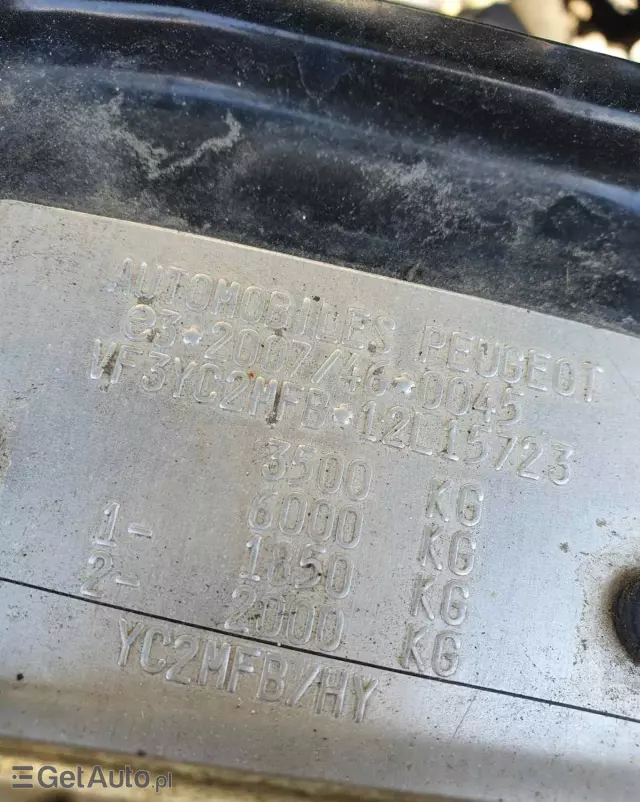 AUTOMOBILES PEUGEOT
e3*2007/46*0045
VF3YC2MFB*12L15723
3500 KG
6000 KG
1- 1850 KG
2- 2000 KG
YC2MFB/HY
GetAuto.pl